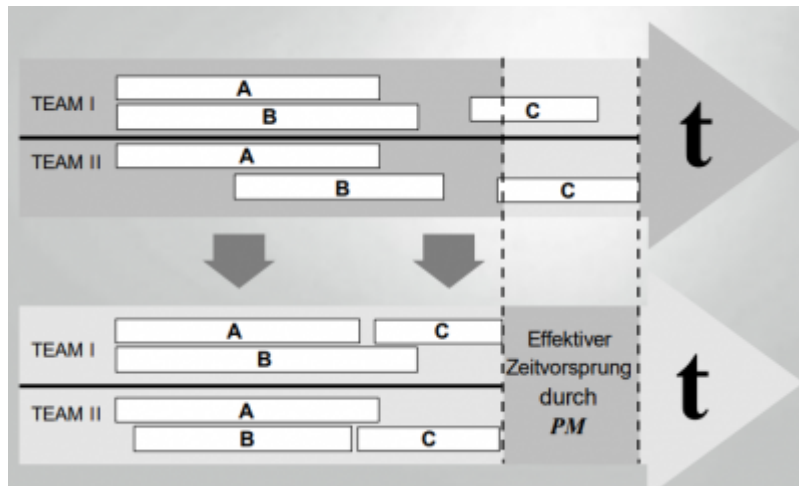 A
TEAM I
B
C
t
A
TEAM II
B
C
A
C
TEAM I
B
Effektiver
Zeitvorsprung
durch
PM
t
A
TEAM II
B
C